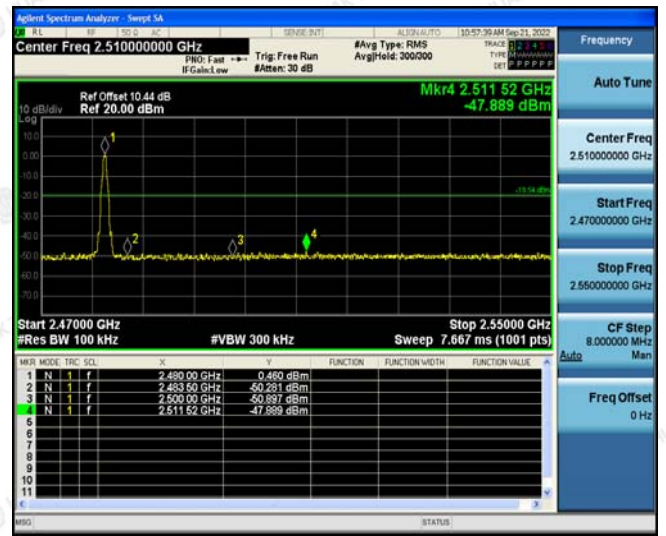 Agilent Spectrum Analyzer - Swept SA
RL RF 50 Ω AC SENSE:INT ALIGN AUTO 10:57:39 AM Sep 21, 2022
Center Freq 2.510000000 GHz
PNO: Fast
IFGain:Low
Trig: Free Run
#Atten: 30 dB
#Avg Type: RMS
Avg|Hold: 300/300
TRACE 1 2 3 4 5 6
TYPE
DET P P P P P P
Ref Offset 10.44 dB
Ref 20.00 dBm
10 dB/div
Log
Mkr4 2.511 52 GHz
-47.889 dBm
10.0
0.00
-10.0
-20.0
-30.0
-40.0
-50.0
-60.0
-70.0
1
2
3
4
-19.54 dBm
Start 2.47000 GHz
Stop 2.55000 GHz
#Res BW 100 kHz
#VBW 300 kHz
Sweep 7.667 ms (1001 pts)
MKR MODE TRC SCL X Y FUNCTION FUNCTION WIDTH FUNCTION VALUE
1 N 1 f 2.480 00 GHz 0.460 dBm
2 N 1 f 2.483 50 GHz -50.281 dBm
3 N 1 f 2.500 00 GHz -50.897 dBm
4 N 1 f 2.511 52 GHz -47.889 dBm
5
6
7
8
9
10
11
MSG
STATUS
Frequency
Auto Tune
Center Freq
2.510000000 GHz
Start Freq
2.470000000 GHz
Stop Freq
2.550000000 GHz
CF Step
8.000000 MHz
Auto Man
Freq Offset
0 Hz